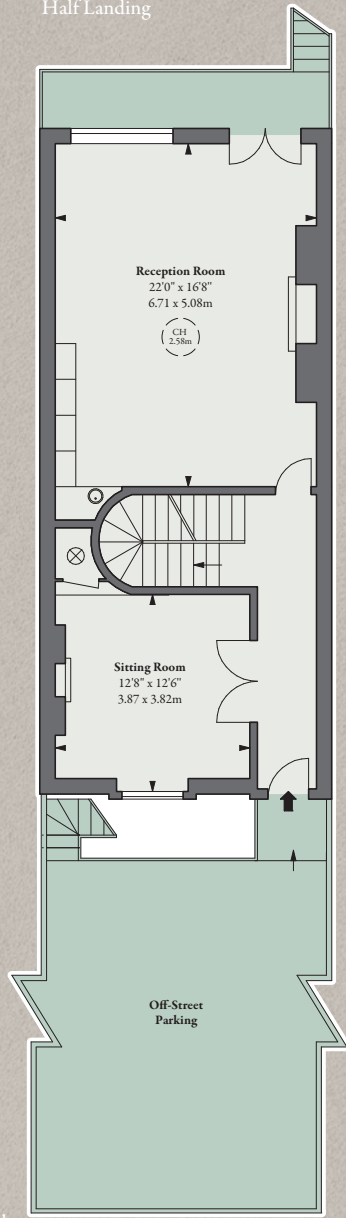 Half Landing
Reception Room
22'0" x 16'8"
6.71 x 5.08m
CH
2.58m
Sitting Room
12'8" x 12'6"
3.87 x 3.82m
Off-Street
Parking